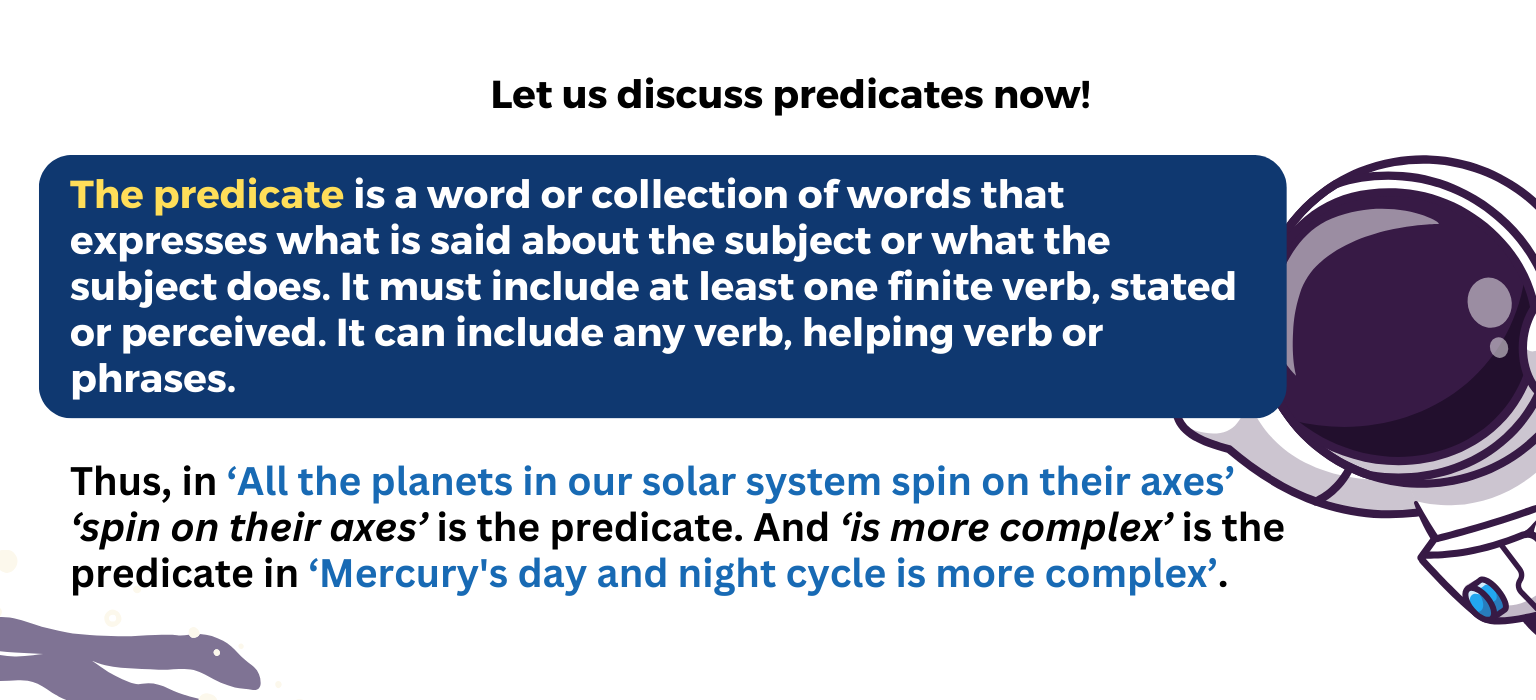 Let us discuss predicates now!
The predicate is a word or collection of words that
expresses what is said about the subject or what the
subject does. It must include at least one finite verb, stated
or perceived. It can include any verb, helping verb or
phrases.
Thus, in ‘All the planets in our solar system spin on their axes’
‘spin on their axes’ is the predicate. And ‘is more complex’ is the
predicate in ‘Mercury's day and night cycle is more complex’.